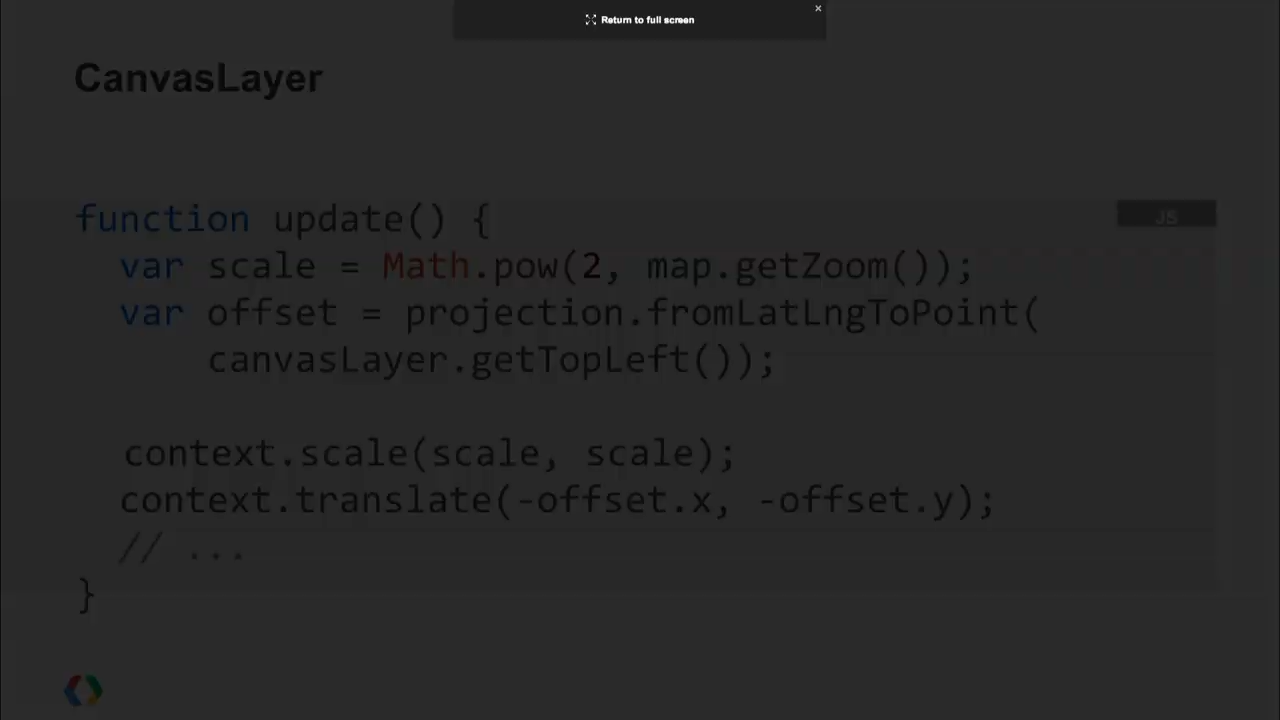 Return to full screen
×
CanvasLayer
JS
function update() {
  var scale = Math.pow(2, map.getZoom());
  var offset = projection.fromLatLngToPoint(
      canvasLayer.getTopLeft());
  context.scale(scale, scale);
  context.translate(-offset.x, -offset.y);
  // ...
}